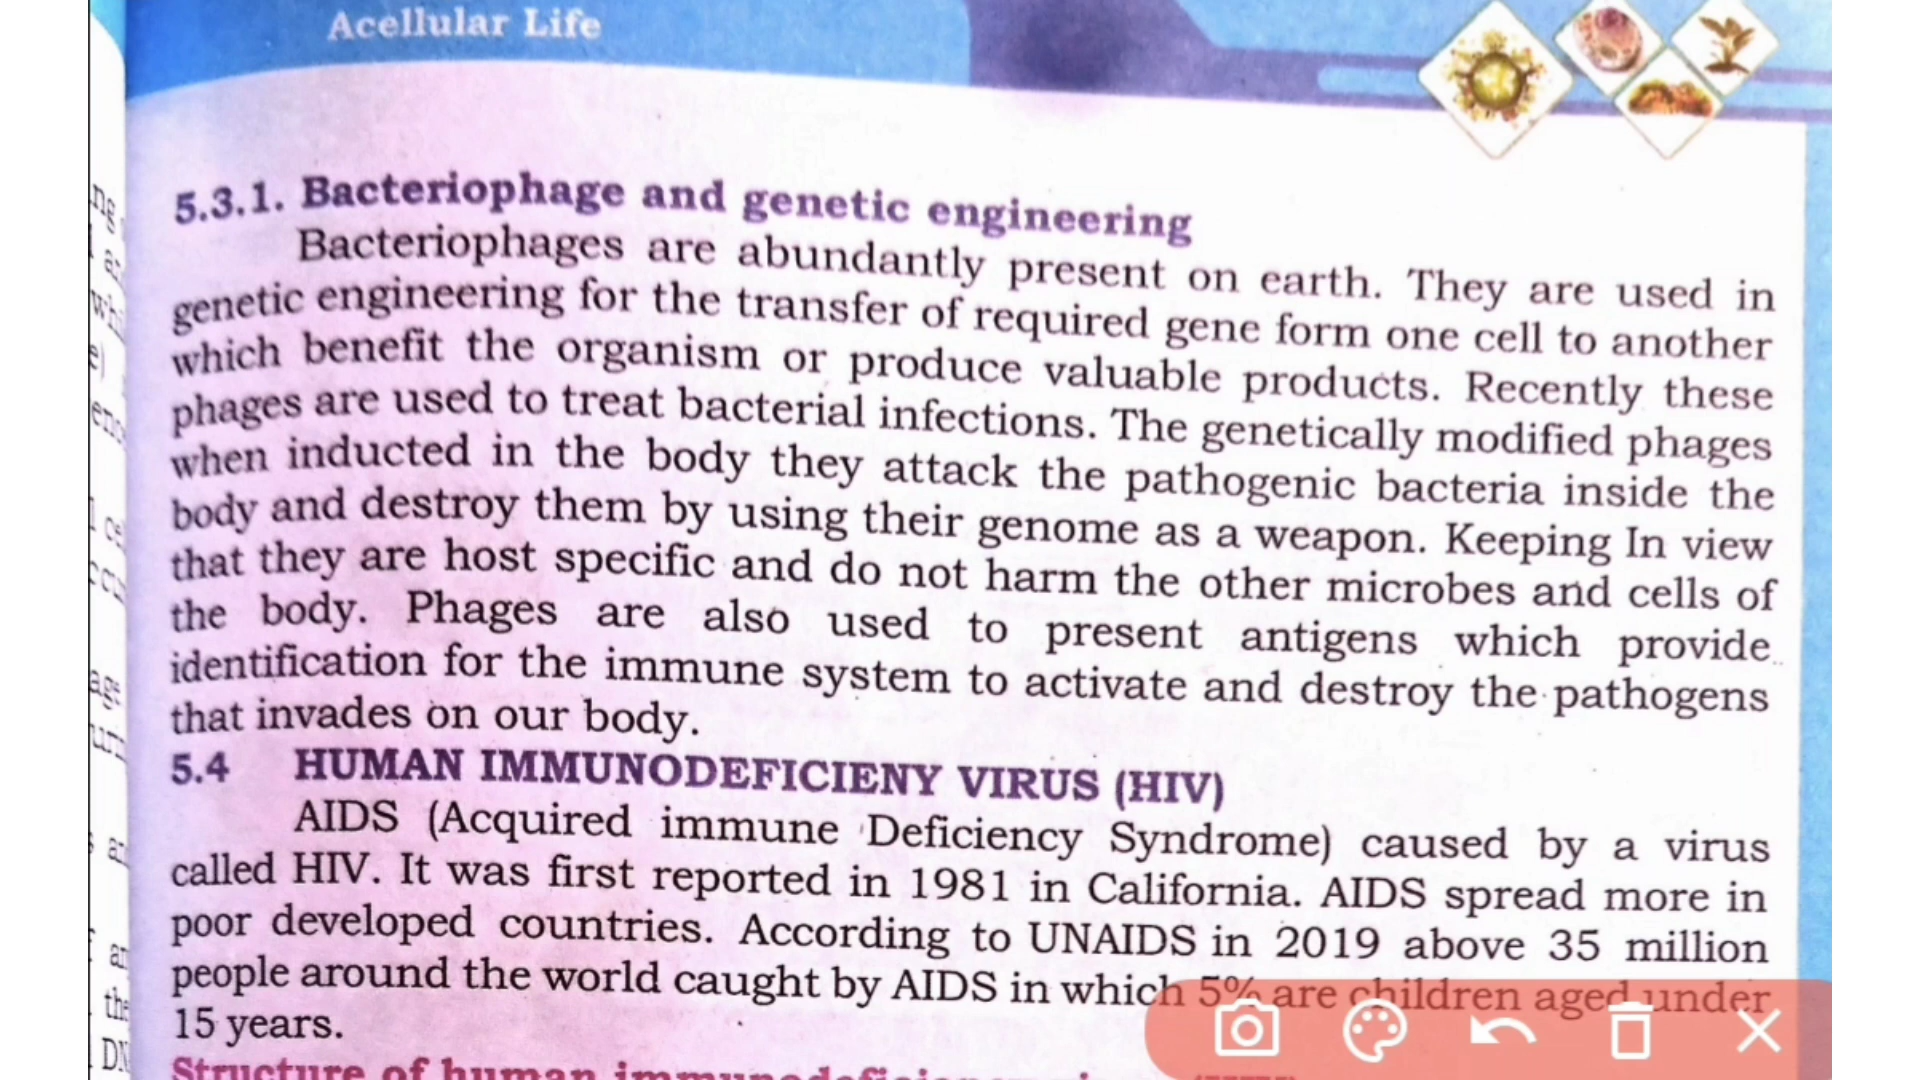 Acellular Life
5.3.1. Bacteriophage and genetic engineering
Bacteriophages are abundantly present on earth. They are used in
genetic engineering for the transfer of required gene form one cell to another
which benefit the organism or produce valuable products. Recently these
phages are used to treat bacterial infections. The genetically modified phages
when inducted in the body they attack the pathogenic bacteria inside the
body and destroy them by using their genome as a weapon. Keeping In view
that they are host specific and do not harm the other microbes and cells of
the body. Phages are also used to present antigens which provide
identification for the immune system to activate and destroy the pathogens
that invades on our body.
5.4 HUMAN IMMUNODEFICIENY VIRUS (HIV)
AIDS (Acquired immune Deficiency Syndrome) caused by a virus
called HIV. It was first reported in 1981 in California. AIDS spread more in
poor developed countries. According to UNAIDS in 2019 above 35 million
people around the world caught by AIDS in which 5% are children aged under
15 years.
Structure of human